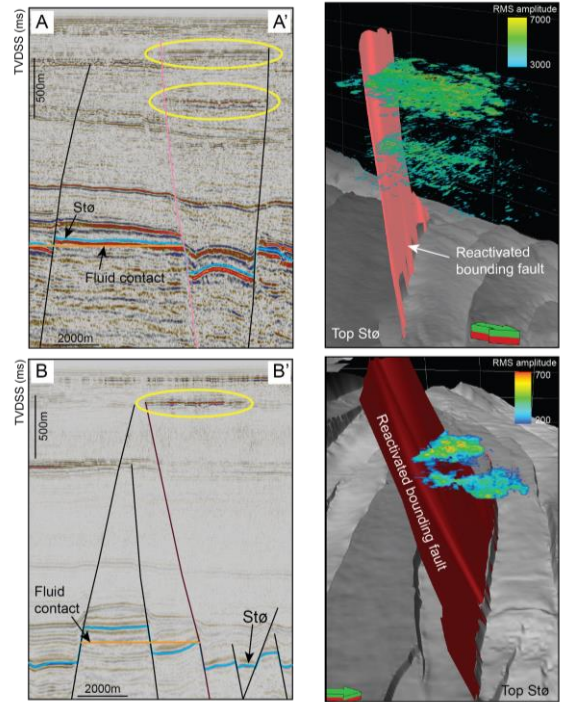 A
A'
TVDSS (ms)
500m
Stø
Fluid contact
2000m
RMS amplitude
7000
3000
Reactivated
bounding fault
Top Stø
B
B'
TVDSS (ms)
500m
Fluid
contact
Stø
2000m
RMS amplitude
700
200
Reactivated bounding fault
Top Stø